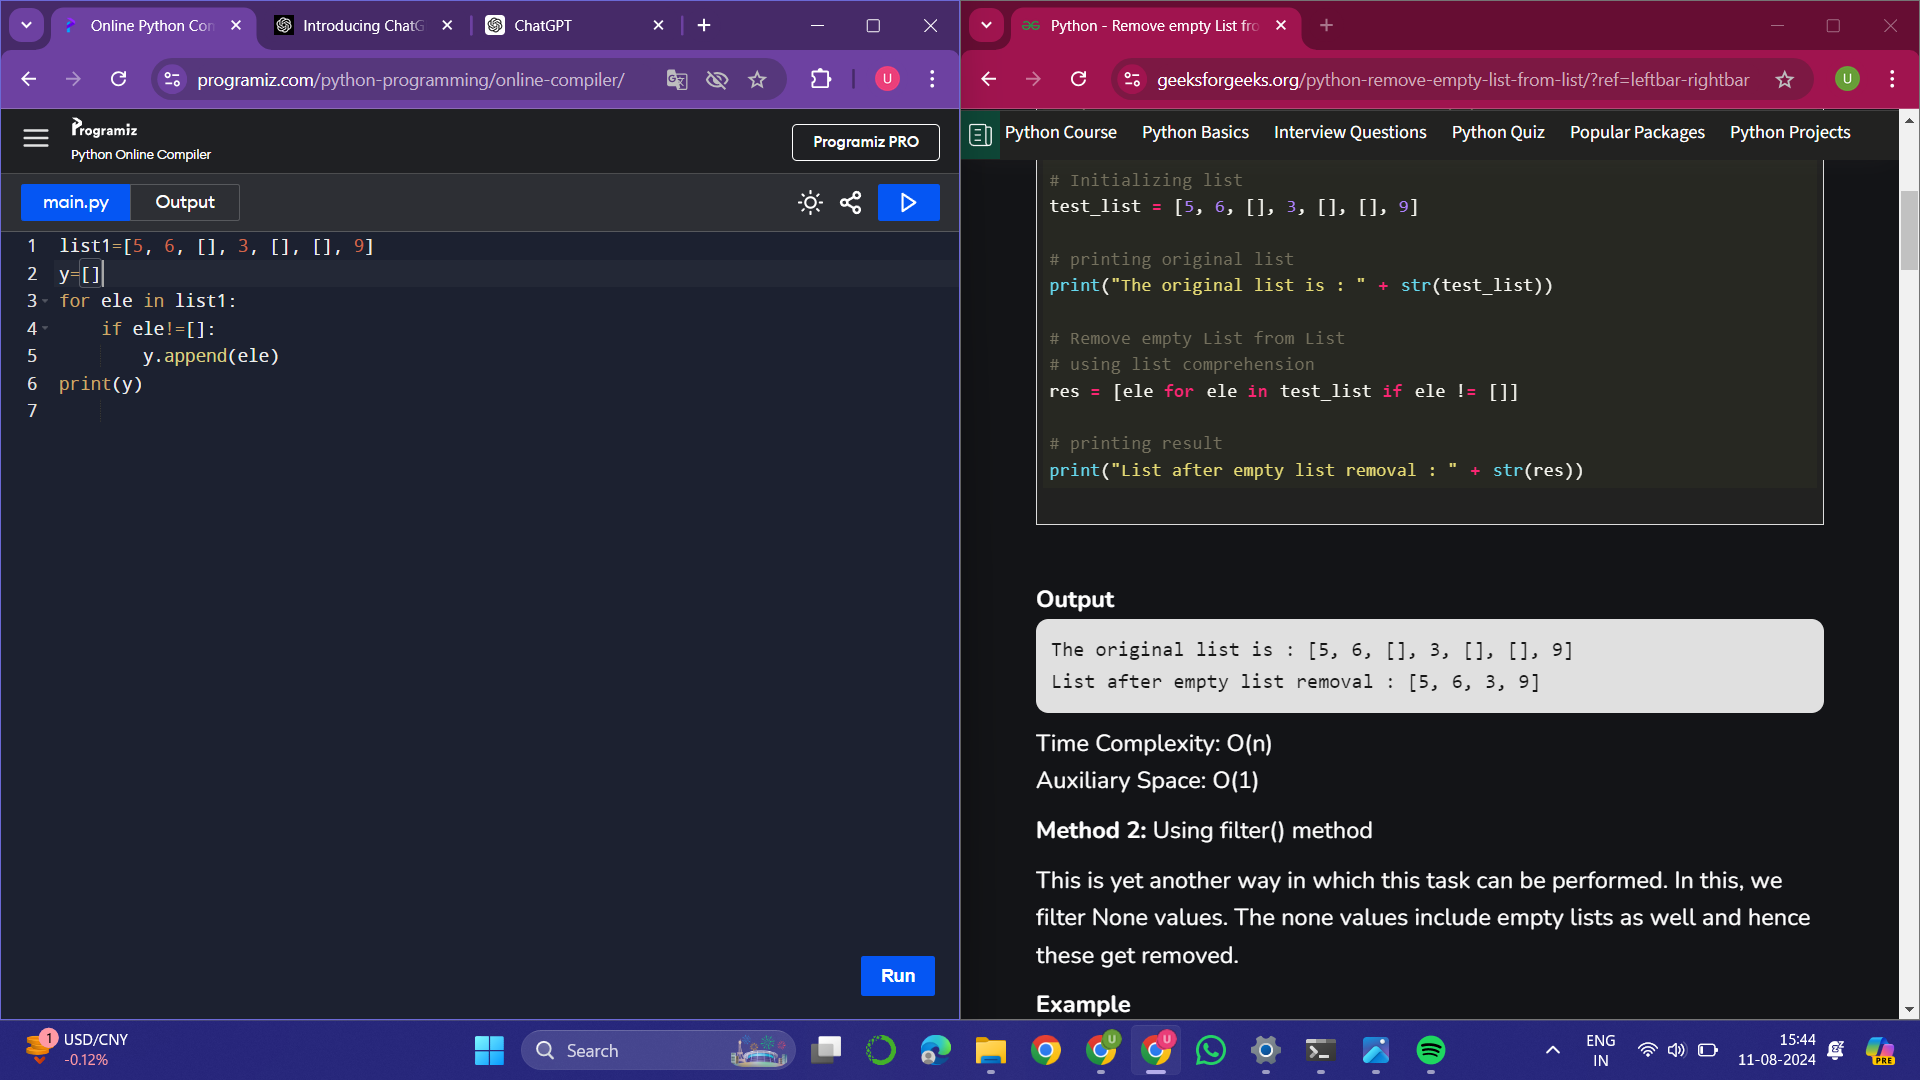 Online Python Con
Introducing ChatG
ChatGPT
programiz.com/python-programming/online-compiler/
U
Programiz
Python Online Compiler
Programiz PRO
main.py
Output
1 list1=[5, 6, [], 3, [], [], 9]
2 y=[]
3 for ele in list1:
4 if ele!=[]:
5 y.append(ele)
6 print(y)
7
Run
Python - Remove empty List fro
geeksforgeeks.org/python-remove-empty-list-from-list/?ref=leftbar-rightbar
U
Python Course Python Basics Interview Questions Python Quiz Popular Packages Python Projects
# Initializing list
test_list = [5, 6, [], 3, [], [], 9]
# printing original list
print("The original list is : " + str(test_list))
# Remove empty List from List
# using list comprehension
res = [ele for ele in test_list if ele != []]
# printing result
print("List after empty list removal : " + str(res))
Output
The original list is : [5, 6, [], 3, [], [], 9]
List after empty list removal : [5, 6, 3, 9]
Time Complexity: O(n)
Auxiliary Space: O(1)
Method 2: Using filter() method
This is yet another way in which this task can be performed. In this, we
filter None values. The none values include empty lists as well and hence
these get removed.
Example
1
USD/CNY
-0.12%
Search
U
U
ENG
IN
15:44
11-08-2024
PRE